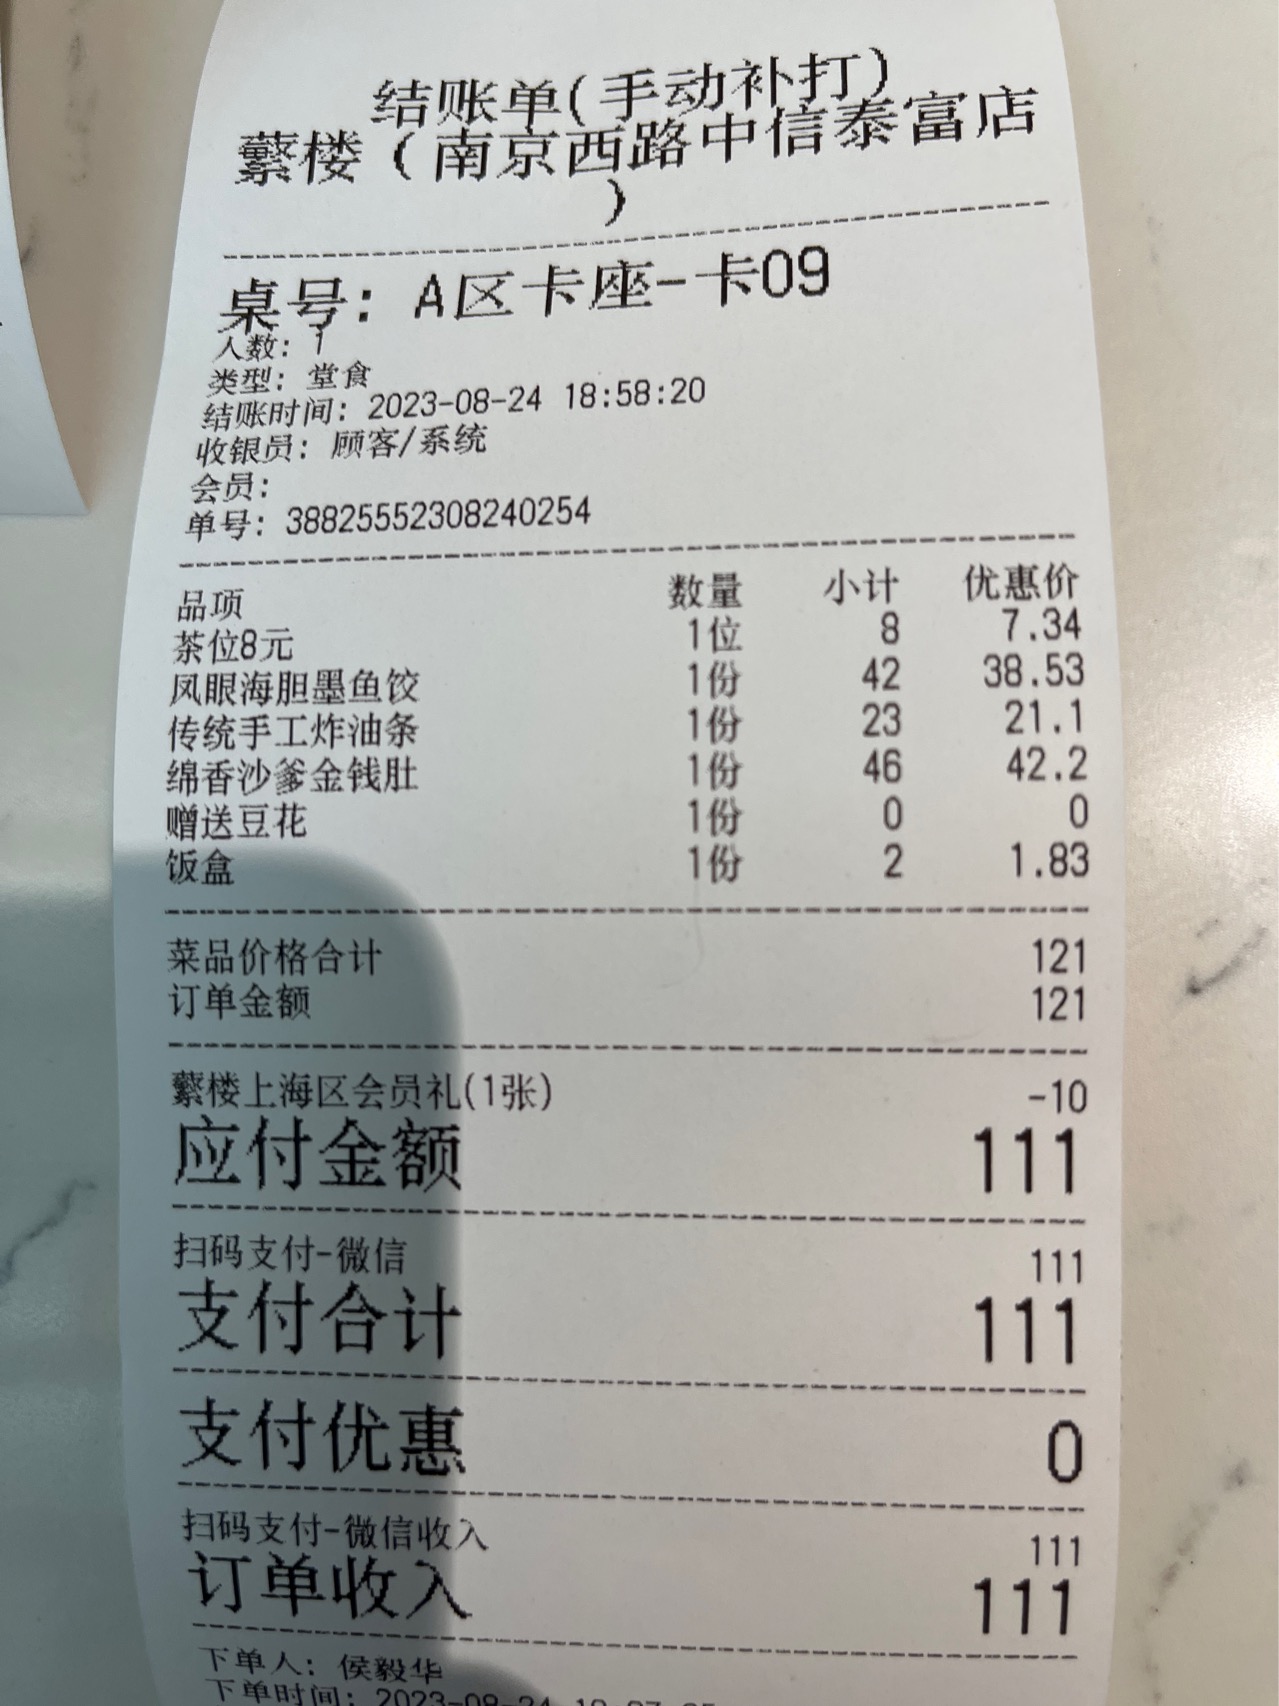 结账单(手动补打)
蘩楼(南京西路中信泰富店
)
桌号: A区卡座-卡09
人数: 1
类型: 堂食
结账时间: 2023-08-24 18:58:20
收银员: 顾客/系统
会员:
单号: 38825552308240254
品项 数量 小计 优惠价
茶位8元 1位 8 7.34
凤眼海胆墨鱼饺 1份 42 38.53
传统手工炸油条 1份 23 21.1
绵香沙爹金钱肚 1份 46 42.2
赠送豆花 1份 0 0
饭盒 1份 2 1.83
菜品价格合计 121
订单金额 121
蘩楼上海区会员礼(1张) -10
应付金额 111
扫码支付-微信 111
支付合计 111
支付优惠 0
扫码支付-微信收入 111
订单收入 111
下单人: 侯毅华
下单时间: 2023-08-24